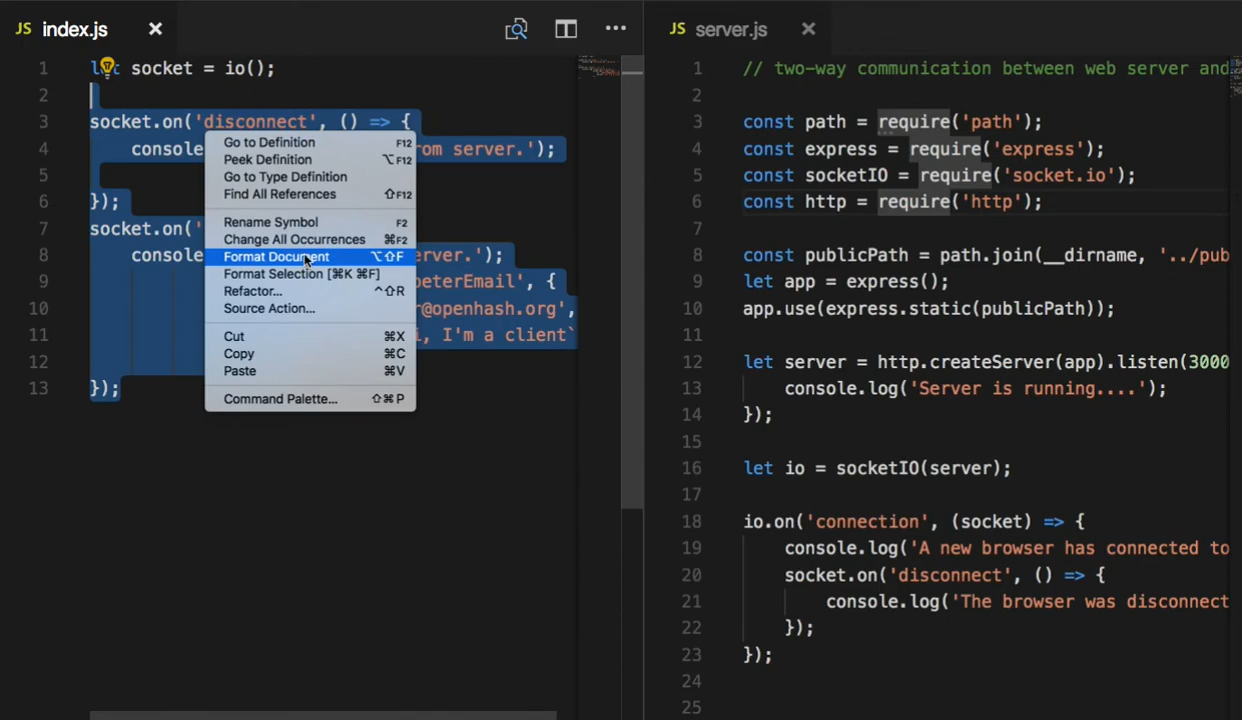 JS index.js ×
1 let socket = io();
2
3 socket.on('disconnect', () => {
4 console om server.');
5
6 });
7 socket.on('
8 console erver.');
9 eterEmail', {
10 r@openhash.org',
11 i, I'm a client`
12
13 });
Go to Definition F12
Peek Definition ⌥F12
Go to Type Definition
Find All References ⇧F12
Rename Symbol F2
Change All Occurrences ⌘F2
Format Document ⌥⇧F
Format Selection [⌘K ⌘F]
Refactor... ^⇧R
Source Action...
Cut ⌘X
Copy ⌘C
Paste ⌘V
Command Palette... ⇧⌘P
JS server.js ×
1 // two-way communication between web server and
2
3 const path = require('path');
4 const express = require('express');
5 const socketIO = require('socket.io');
6 const http = require('http');
7
8 const publicPath = path.join(__dirname, '../pub
9 let app = express();
10 app.use(express.static(publicPath));
11
12 let server = http.createServer(app).listen(3000
13 console.log('Server is running....');
14 });
15
16 let io = socketIO(server);
17
18 io.on('connection', (socket) => {
19 console.log('A new browser has connected to
20 socket.on('disconnect', () => {
21 console.log('The browser was disconnect
22 });
23 });
24
25